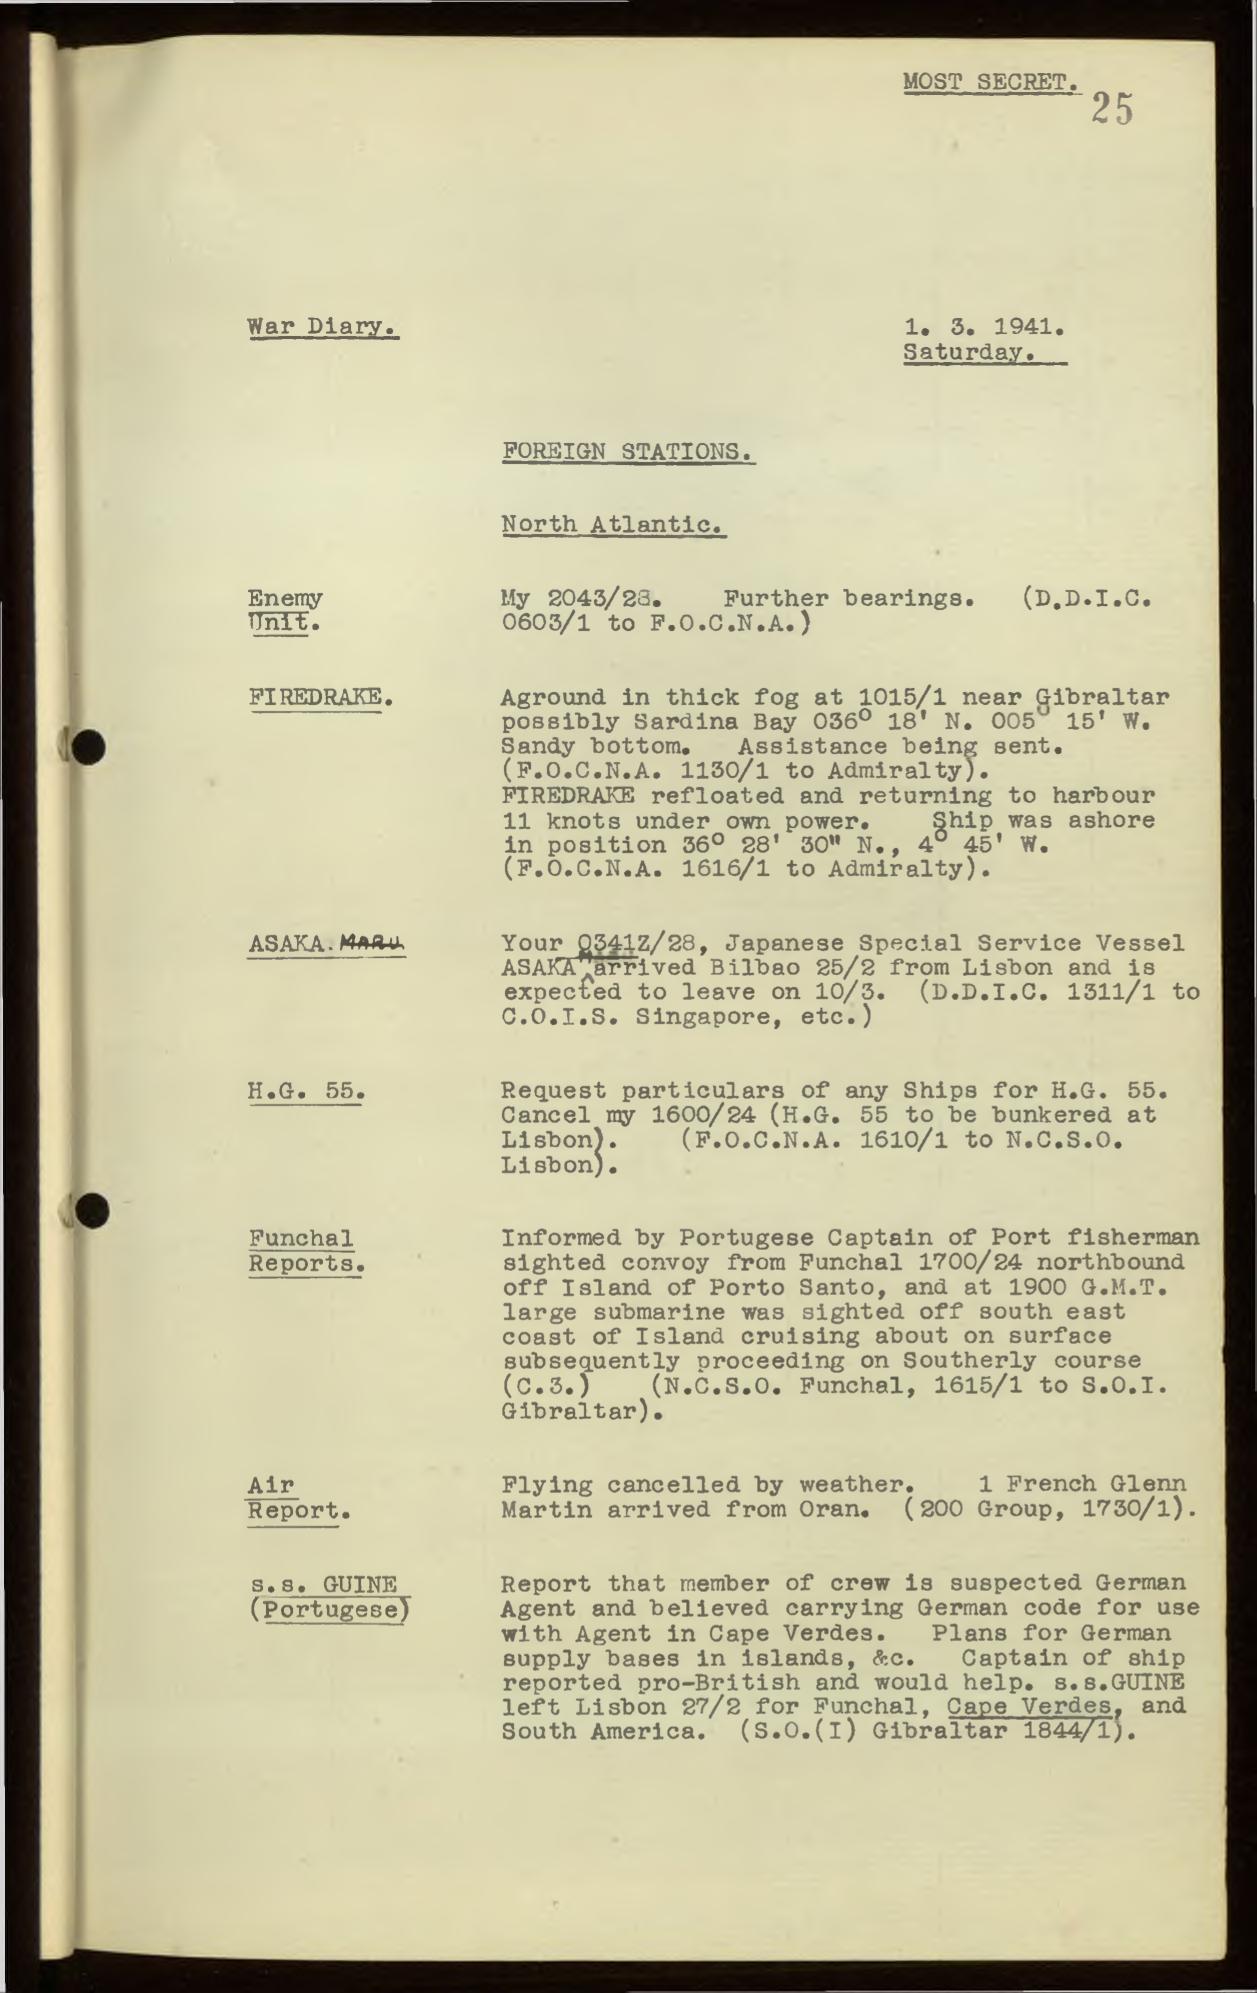 MOST SECRET.
25
War Diary.
1. 3. 1941.
Saturday.
FOREIGN STATIONS.
North Atlantic.
Enemy
Unit.
My 2043/28. Further bearings. (D.D.I.C.
0603/1 to F.O.C.N.A.)
FIREDRAKE.
Aground in thick fog at 1015/1 near Gibraltar
possibly Sardina Bay 036° 18' N. 005° 15' W.
Sandy bottom. Assistance being sent.
(F.O.C.N.A. 1130/1 to Admiralty).
FIREDRAKE refloated and returning to harbour
11 knots under own power. Ship was ashore
in position 36° 28' 30" N., 4° 45' W.
(F.O.C.N.A. 1616/1 to Admiralty).
ASAKA. MARU
Your 0341Z/28, Japanese Special Service Vessel
ASAKA arrived Bilbao 25/2 from Lisbon and is
expected to leave on 10/3. (D.D.I.C. 1311/1 to
C.O.I.S. Singapore, etc.)
H.G. 55.
Request particulars of any Ships for H.G. 55.
Cancel my 1600/24 (H.G. 55 to be bunkered at
Lisbon). (F.O.C.N.A. 1610/1 to N.C.S.O.
Lisbon).
Funchal
Reports.
Informed by Portugese Captain of Port fisherman
sighted convoy from Funchal 1700/24 northbound
off Island of Porto Santo, and at 1900 G.M.T.
large submarine was sighted off south east
coast of Island cruising about on surface
subsequently proceeding on Southerly course
(C.3.) (N.C.S.O. Funchal, 1615/1 to S.O.I.
Gibraltar).
Air
Report.
Flying cancelled by weather. 1 French Glenn
Martin arrived from Oran. (200 Group, 1730/1).
s.s. GUINE
(Portugese)
Report that member of crew is suspected German
Agent and believed carrying German code for use
with Agent in Cape Verdes. Plans for German
supply bases in islands, &c. Captain of ship
reported pro-British and would help. s.s.GUINE
left Lisbon 27/2 for Funchal, Cape Verdes, and
South America. (S.O.(I) Gibraltar 1844/1).